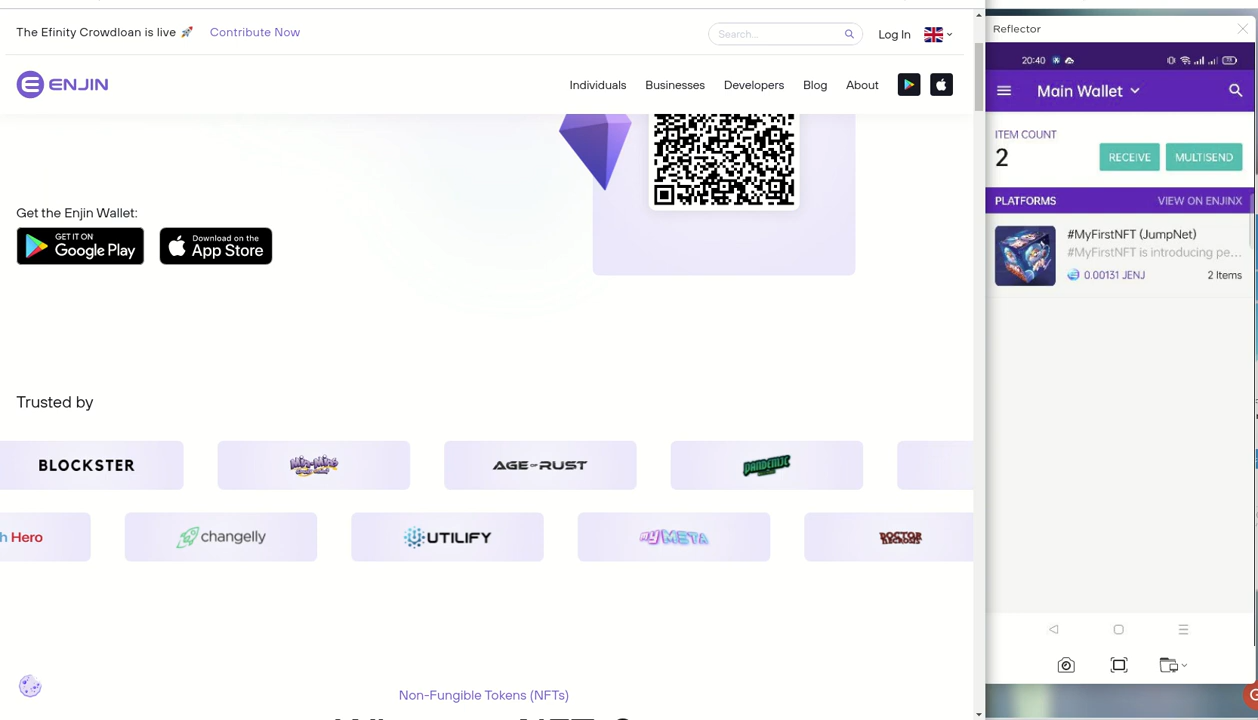 The Efinity Crowdloan is live 🚀 Contribute Now
Search...
Log In
ENJIN
Individuals
Businesses
Developers
Blog
About
Get the Enjin Wallet:
GET IT ON
Google Play
Download on the
App Store
Trusted by
BLOCKSTER
AGE OF RUST
PANDEMIC
h Hero
changelly
UTILIFY
MyMETA
Non-Fungible Tokens (NFTs)
Reflector
20:40
Main Wallet
ITEM COUNT
2
RECEIVE
MULTISEND
PLATFORMS
VIEW ON ENJINX
#MyFirstNFT (JumpNet)
#MyFirstNFT is introducing pe...
0.00131 JENJ
2 Items